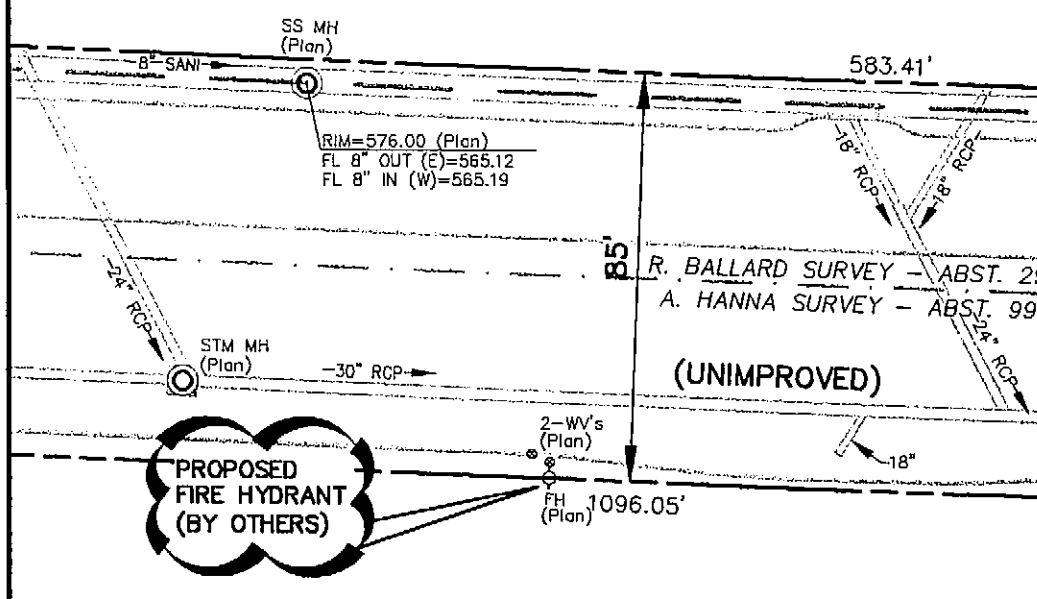 SS MH
(Plan)
8" SANI
583.41'
RIM=576.00 (Plan)
FL 8" OUT (E)=565.12
FL 8" IN (W)=565.19
18" RCP
18" RCP
85'
R. BALLARD SURVEY – ABST. 29
A. HANNA SURVEY – ABST. 99
24" RCP
24" RCP
STM MH
(Plan)
30" RCP
(UNIMPROVED)
2-WV's
(Plan)
18"
PROPOSED
FIRE HYDRANT
(BY OTHERS)
FH
(Plan)
1096.05'